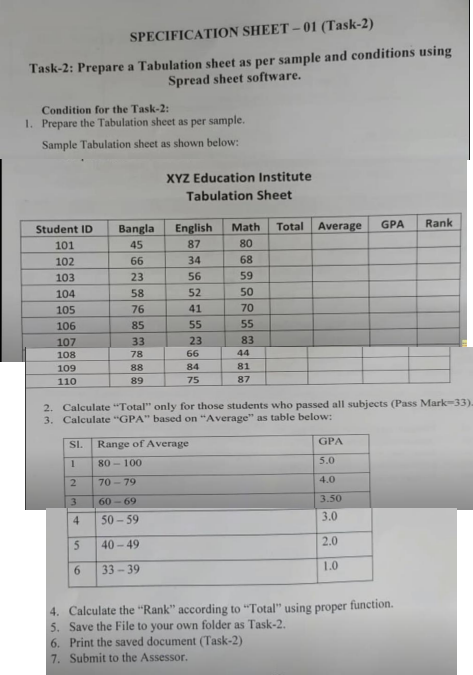 SPECIFICATION SHEET – 01 (Task-2)
Task-2: Prepare a Tabulation sheet as per sample and conditions using
Spread sheet software.
Condition for the Task-2:
1. Prepare the Tabulation sheet as per sample.
Sample Tabulation sheet as shown below:
XYZ Education Institute
Tabulation Sheet
Student ID Bangla English Math Total Average GPA Rank
101 45 87 80
102 66 34 68
103 23 56 59
104 58 52 50
105 76 41 70
106 85 55 55
107 33 23 83
108 78 66 44
109 88 84 81
110 89 75 87
2. Calculate “Total” only for those students who passed all subjects (Pass Mark=33).
3. Calculate “GPA” based on “Average” as table below:
Sl. Range of Average GPA
1 80 – 100 5.0
2 70 – 79 4.0
3 60 – 69 3.50
4 50 – 59 3.0
5 40 – 49 2.0
6 33 – 39 1.0
4. Calculate the “Rank” according to “Total” using proper function.
5. Save the File to your own folder as Task-2.
6. Print the saved document (Task-2)
7. Submit to the Assessor.